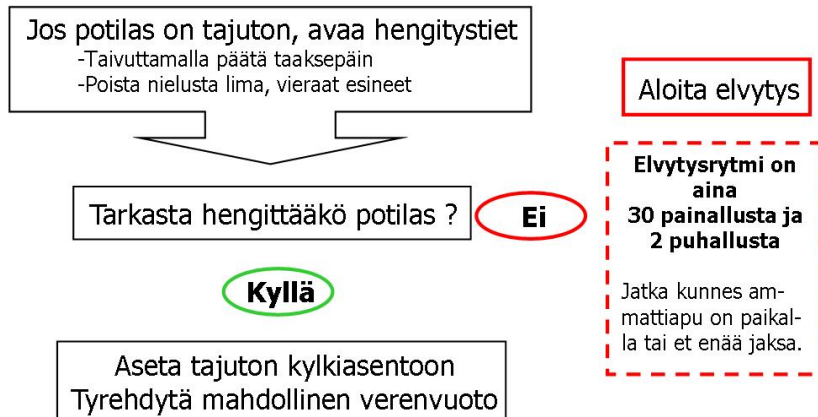 Jos potilas on tajuton, avaa hengitystiet
-Taivuttamalla päätä taaksepäin
-Poista nielusta lima, vieraat esineet
Aloita elvytys
Tarkasta hengittääkö potilas ?
Ei
Elvytysrytmi on
aina
30 painallusta ja
2 puhallusta
Jatka kunnes am-
mattiapu on paikal-
la tai et enää jaksa.
Kyllä
Aseta tajuton kylkiasentoon
Tyrehdytä mahdollinen verenvuoto